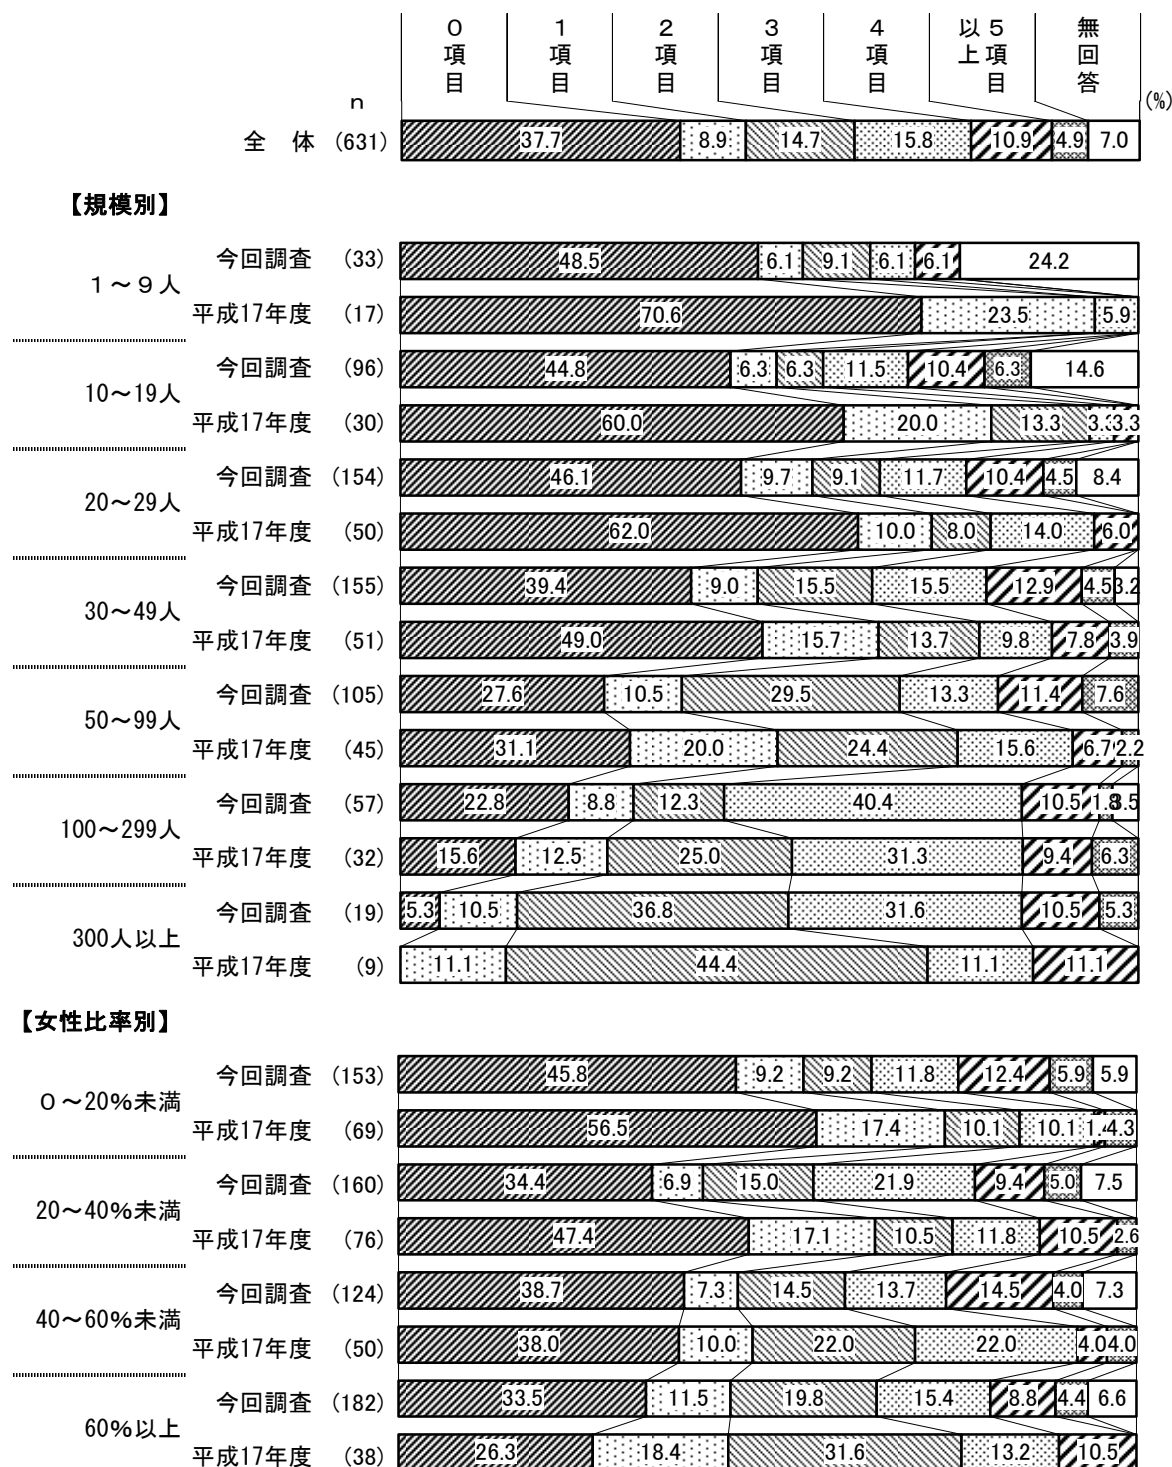 ０項目 １項目 ２項目 ３項目 ４項目 ５項目以上 無回答
n (%)
全　体 (631) 37.7 8.9 14.7 15.8 10.9 4.9 7.0
【規模別】
１～９人
今回調査 (33) 48.5 6.1 9.1 6.1 6.1 24.2
平成17年度 (17) 70.6 23.5 5.9
10～19人
今回調査 (96) 44.8 6.3 6.3 11.5 10.4 6.3 14.6
平成17年度 (30) 60.0 20.0 13.3 3.3 3.3
20～29人
今回調査 (154) 46.1 9.7 9.1 11.7 10.4 4.5 8.4
平成17年度 (50) 62.0 10.0 8.0 14.0 6.0
30～49人
今回調査 (155) 39.4 9.0 15.5 15.5 12.9 4.5 3.2
平成17年度 (51) 49.0 15.7 13.7 9.8 7.8 3.9
50～99人
今回調査 (105) 27.6 10.5 29.5 13.3 11.4 7.6
平成17年度 (45) 31.1 20.0 24.4 15.6 6.7 2.2
100～299人
今回調査 (57) 22.8 8.8 12.3 40.4 10.5 1.8 3.5
平成17年度 (32) 15.6 12.5 25.0 31.3 9.4 6.3
300人以上
今回調査 (19) 5.3 10.5 36.8 31.6 10.5 5.3
平成17年度 (9) 11.1 44.4 11.1 11.1
【女性比率別】
０～20％未満
今回調査 (153) 45.8 9.2 9.2 11.8 12.4 5.9 5.9
平成17年度 (69) 56.5 17.4 10.1 10.1 1.4 4.3
20～40％未満
今回調査 (160) 34.4 6.9 15.0 21.9 9.4 5.0 7.5
平成17年度 (76) 47.4 17.1 10.5 11.8 10.5 2.6
40～60％未満
今回調査 (124) 38.7 7.3 14.5 13.7 14.5 4.0 7.3
平成17年度 (50) 38.0 10.0 22.0 22.0 4.0 4.0
60％以上
今回調査 (182) 33.5 11.5 19.8 15.4 8.8 4.4 6.6
平成17年度 (38) 26.3 18.4 31.6 13.2 10.5